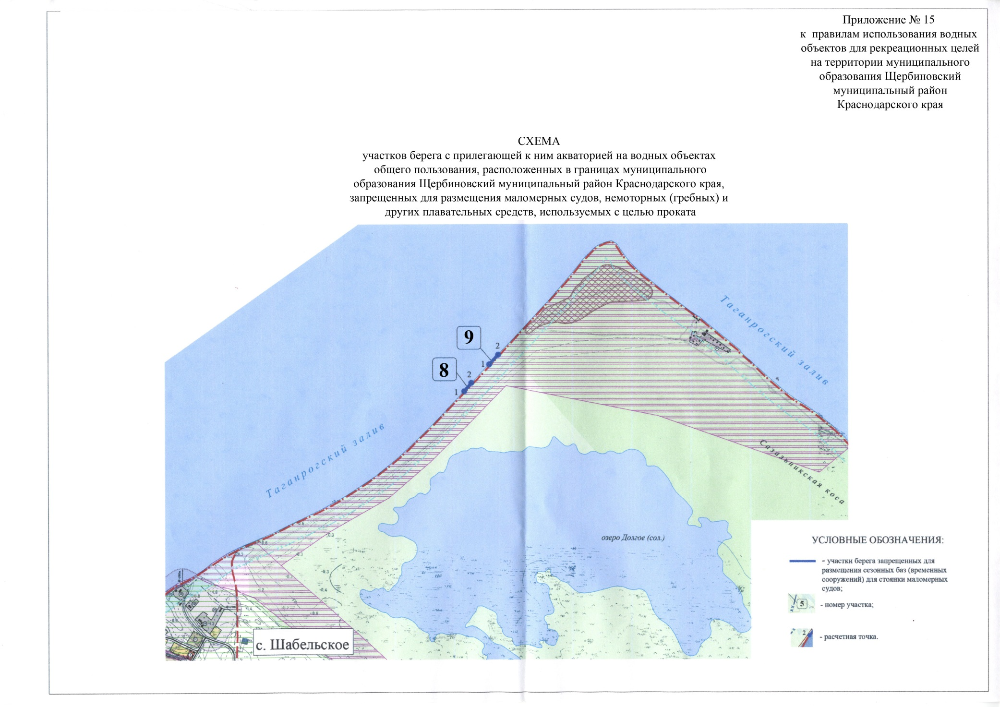 Приложение № 15
к правилам использования водных
объектов для рекреационных целей
на территории муниципального
образования Щербиновский
муниципальный район
Краснодарского края
СХЕМА
участков берега с прилегающей к ним акваторией на водных объектах
общего пользования, расположенных в границах муниципального
образования Щербиновский муниципальный район Краснодарского края,
запрещенных для размещения маломерных судов, немоторных (гребных) и
других плавательных средств, используемых с целью проката
Таганрогский залив
9
2
1
8
2
1
Таганрогский залив
Сазальникская коса
озеро Долгое (сол.)
с. Шабельское
УСЛОВНЫЕ ОБОЗНАЧЕНИЯ:
- участки берега запрещенных для
размещения сезонных баз (временных
сооружений) для стоянки маломерных
судов;
5
- номер участка;
2
- расчетная точка.